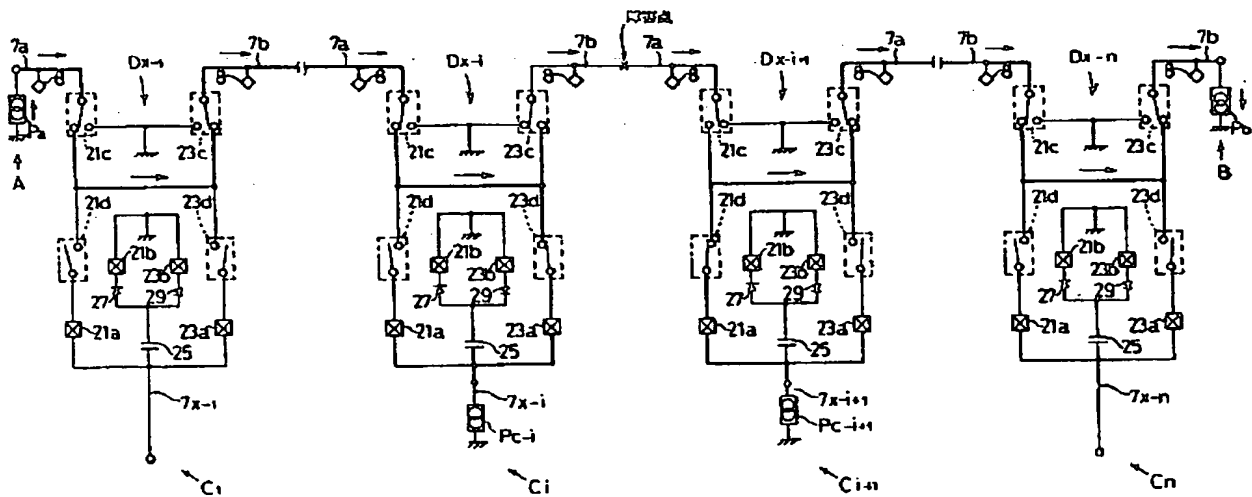 7a
Dx-1
7b
7a
Dx-i
7b
障害点
7a
Dx-i+1
7a
7b
Dx-n
7b
Pa
A
21c
23c
21c
23c
21c
23c
21c
23c
Pb
B
21d
23d
21d
23d
21d
23d
21d
23d
21b
23b
21b
23b
21b
23b
21b
23b
27
29
27
29
27
29
27
29
21a
23a
21a
23a
21a
23a
21a
23a
25
25
25
25
7x-1
7x-i
7x-i+1
7x-n
Pc-i
Pc-i+1
C1
Ci
Ci+1
Cn